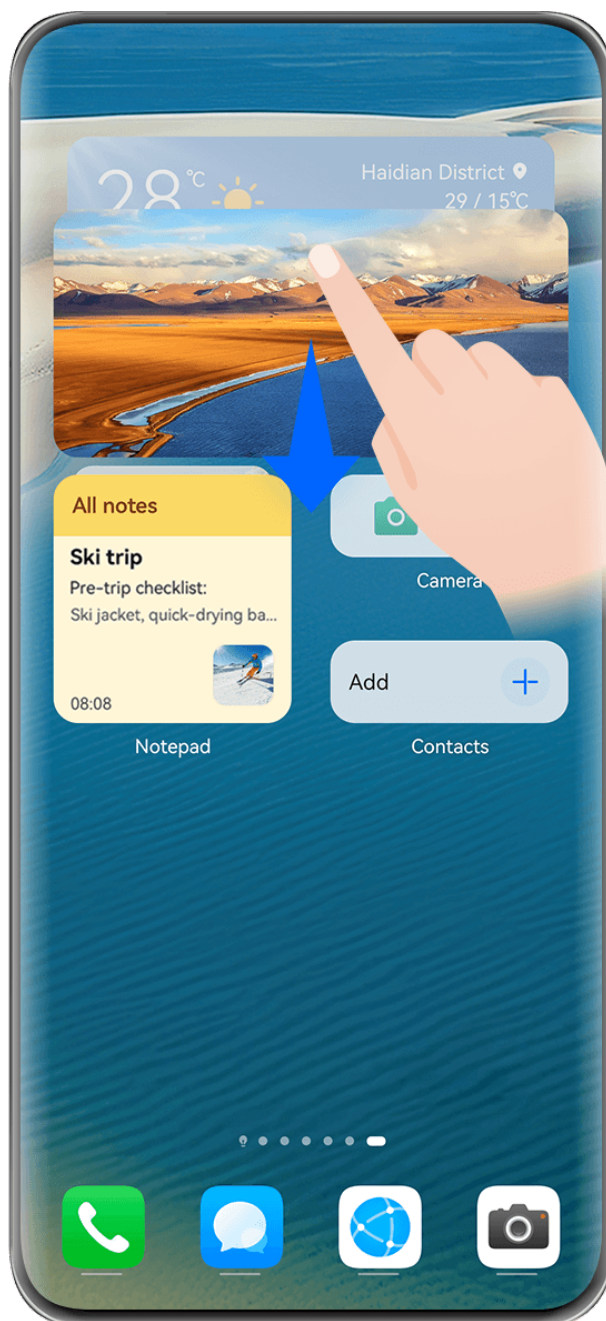 28°C
Haidian District
29 / 15°C
All notes
Ski trip
Pre-trip checklist:
Ski jacket, quick-drying ba...
08:08
Notepad
Camera
Add
Contacts